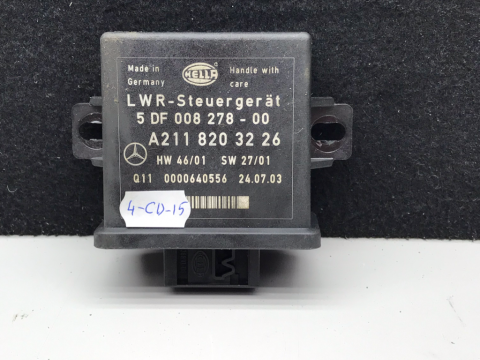 Made in
Germany
HELLA
Handle with
care
LWR-Steuergerät
5 DF 008 278-00
A211 820 32 26
HW 46/01 SW 27/01
Q11 0000640556 24.07.03
4-CD-15